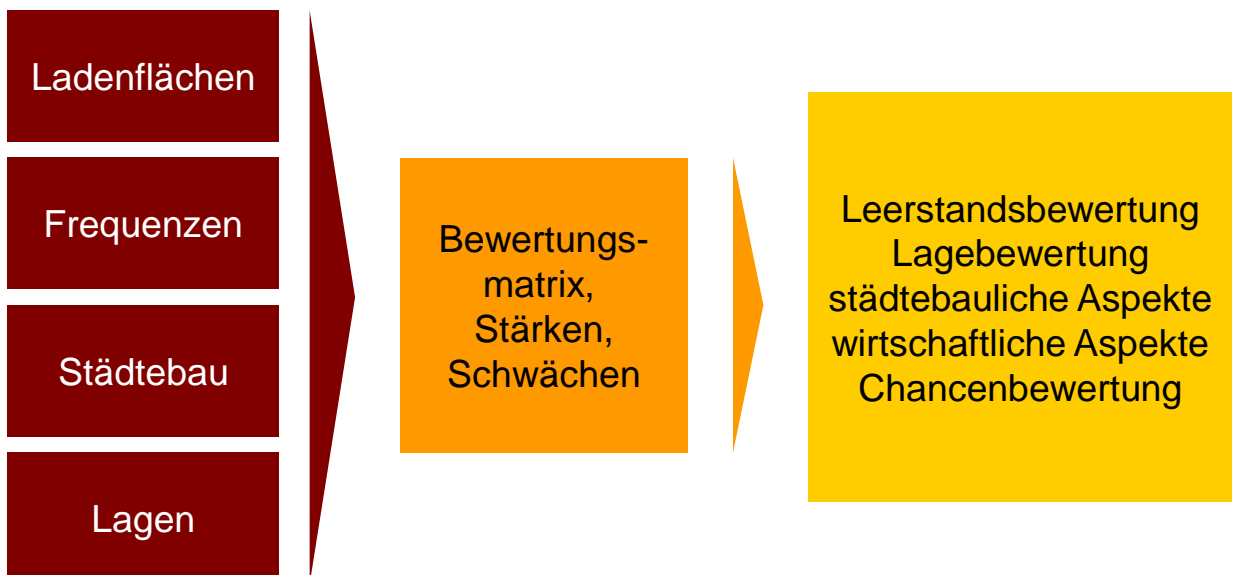 Ladenflächen
Frequenzen
Städtebau
Lagen
Bewertungs-
matrix,
Stärken,
Schwächen
Leerstandsbewertung
Lagebewertung
städtebauliche Aspekte
wirtschaftliche Aspekte
Chancenbewertung